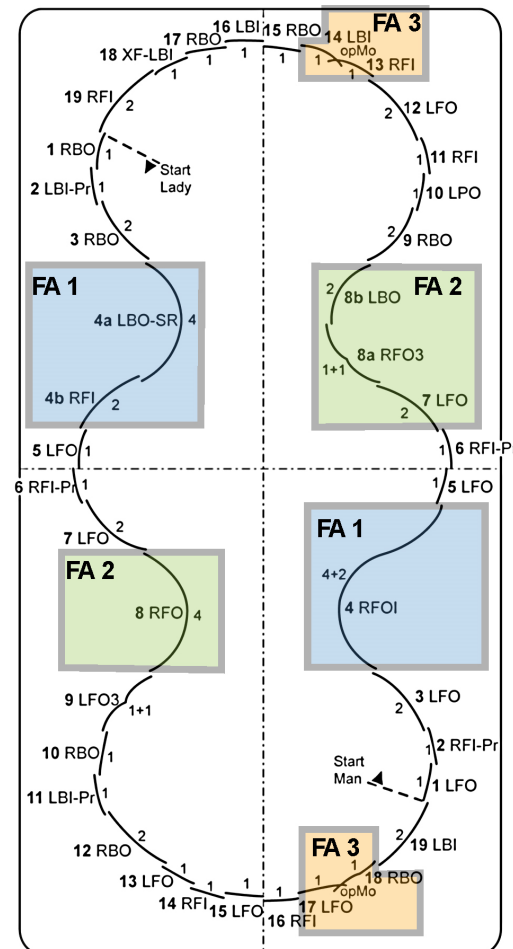 16 LBI
15 RBO
FA 3
14 LBI
opMo
17 RBO
18 XF-LBI
1
1
1
1
1
13 RFI
19 RFI
2
2
12 LFO
1 RBO
1
Start
Lady
1
11 RFI
2 LBI-Pr
1
1
10 LPO
3 RBO
2
2
9 RBO
FA 1
FA 2
2
8b LBO
4a LBO-SR
4
8a RFO3
1+1
4b RFI
2
7 LFO
2
5 LFO
1
1
6 RFI-P
6 RFI-Pr
1
1
5 LFO
FA 1
7 LFO
2
FA 2
4+2
4 RFOI
8 RFO
4
9 LFO3
1+1
3 LFO
2
10 RBO
1
1
2 RFI-Pr
Start
Man
1
1 LFO
11 LBI-Pr
1
12 RBO
2
2
19 LBI
FA 3
13 LFO
1
1
1
1
1
1
18 RBO
opMo
14 RFI
15 LFO
16 RFI
17 LFO